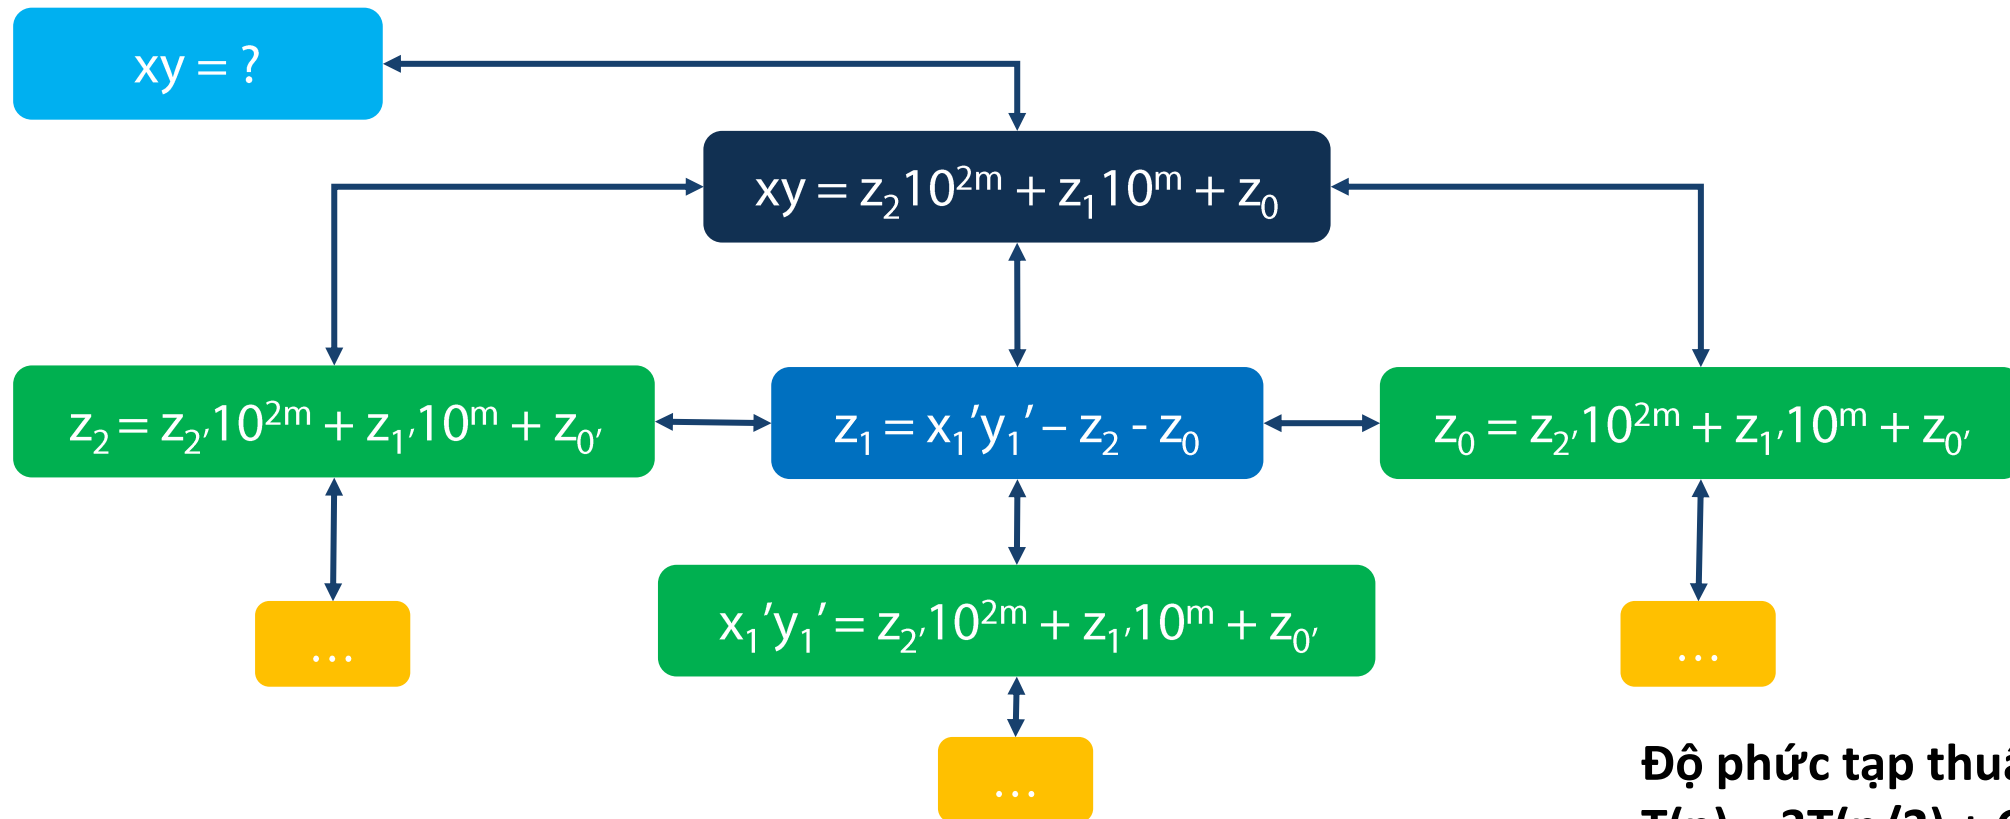 xy = ?
xy = z₂10²ᵐ + z₁10ᵐ + z₀
z₂ = z₂′10²ᵐ + z₁′10ᵐ + z₀′
z₁ = x₁′y₁′ – z₂ - z₀
z₀ = z₂′10²ᵐ + z₁′10ᵐ + z₀′
...
x₁′y₁′ = z₂′10²ᵐ + z₁′10ᵐ + z₀′
...
...
Độ phức tạp